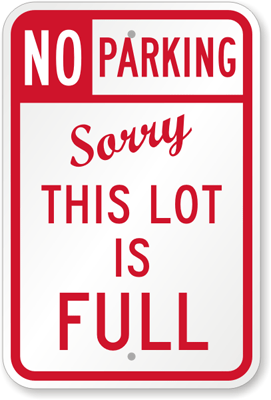 NO PARKING
Sorry
THIS LOT
IS
FULL